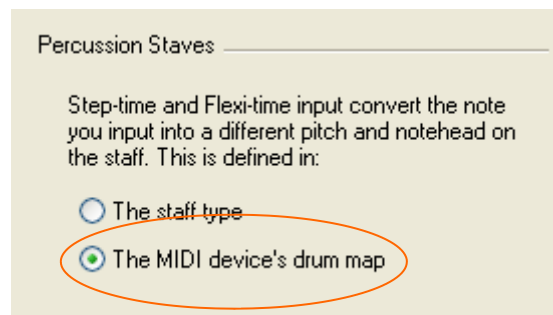 Percussion Staves
Step-time and Flexi-time input convert the note
you input into a different pitch and notehead on
the staff. This is defined in:
The staff type
The MIDI device's drum map